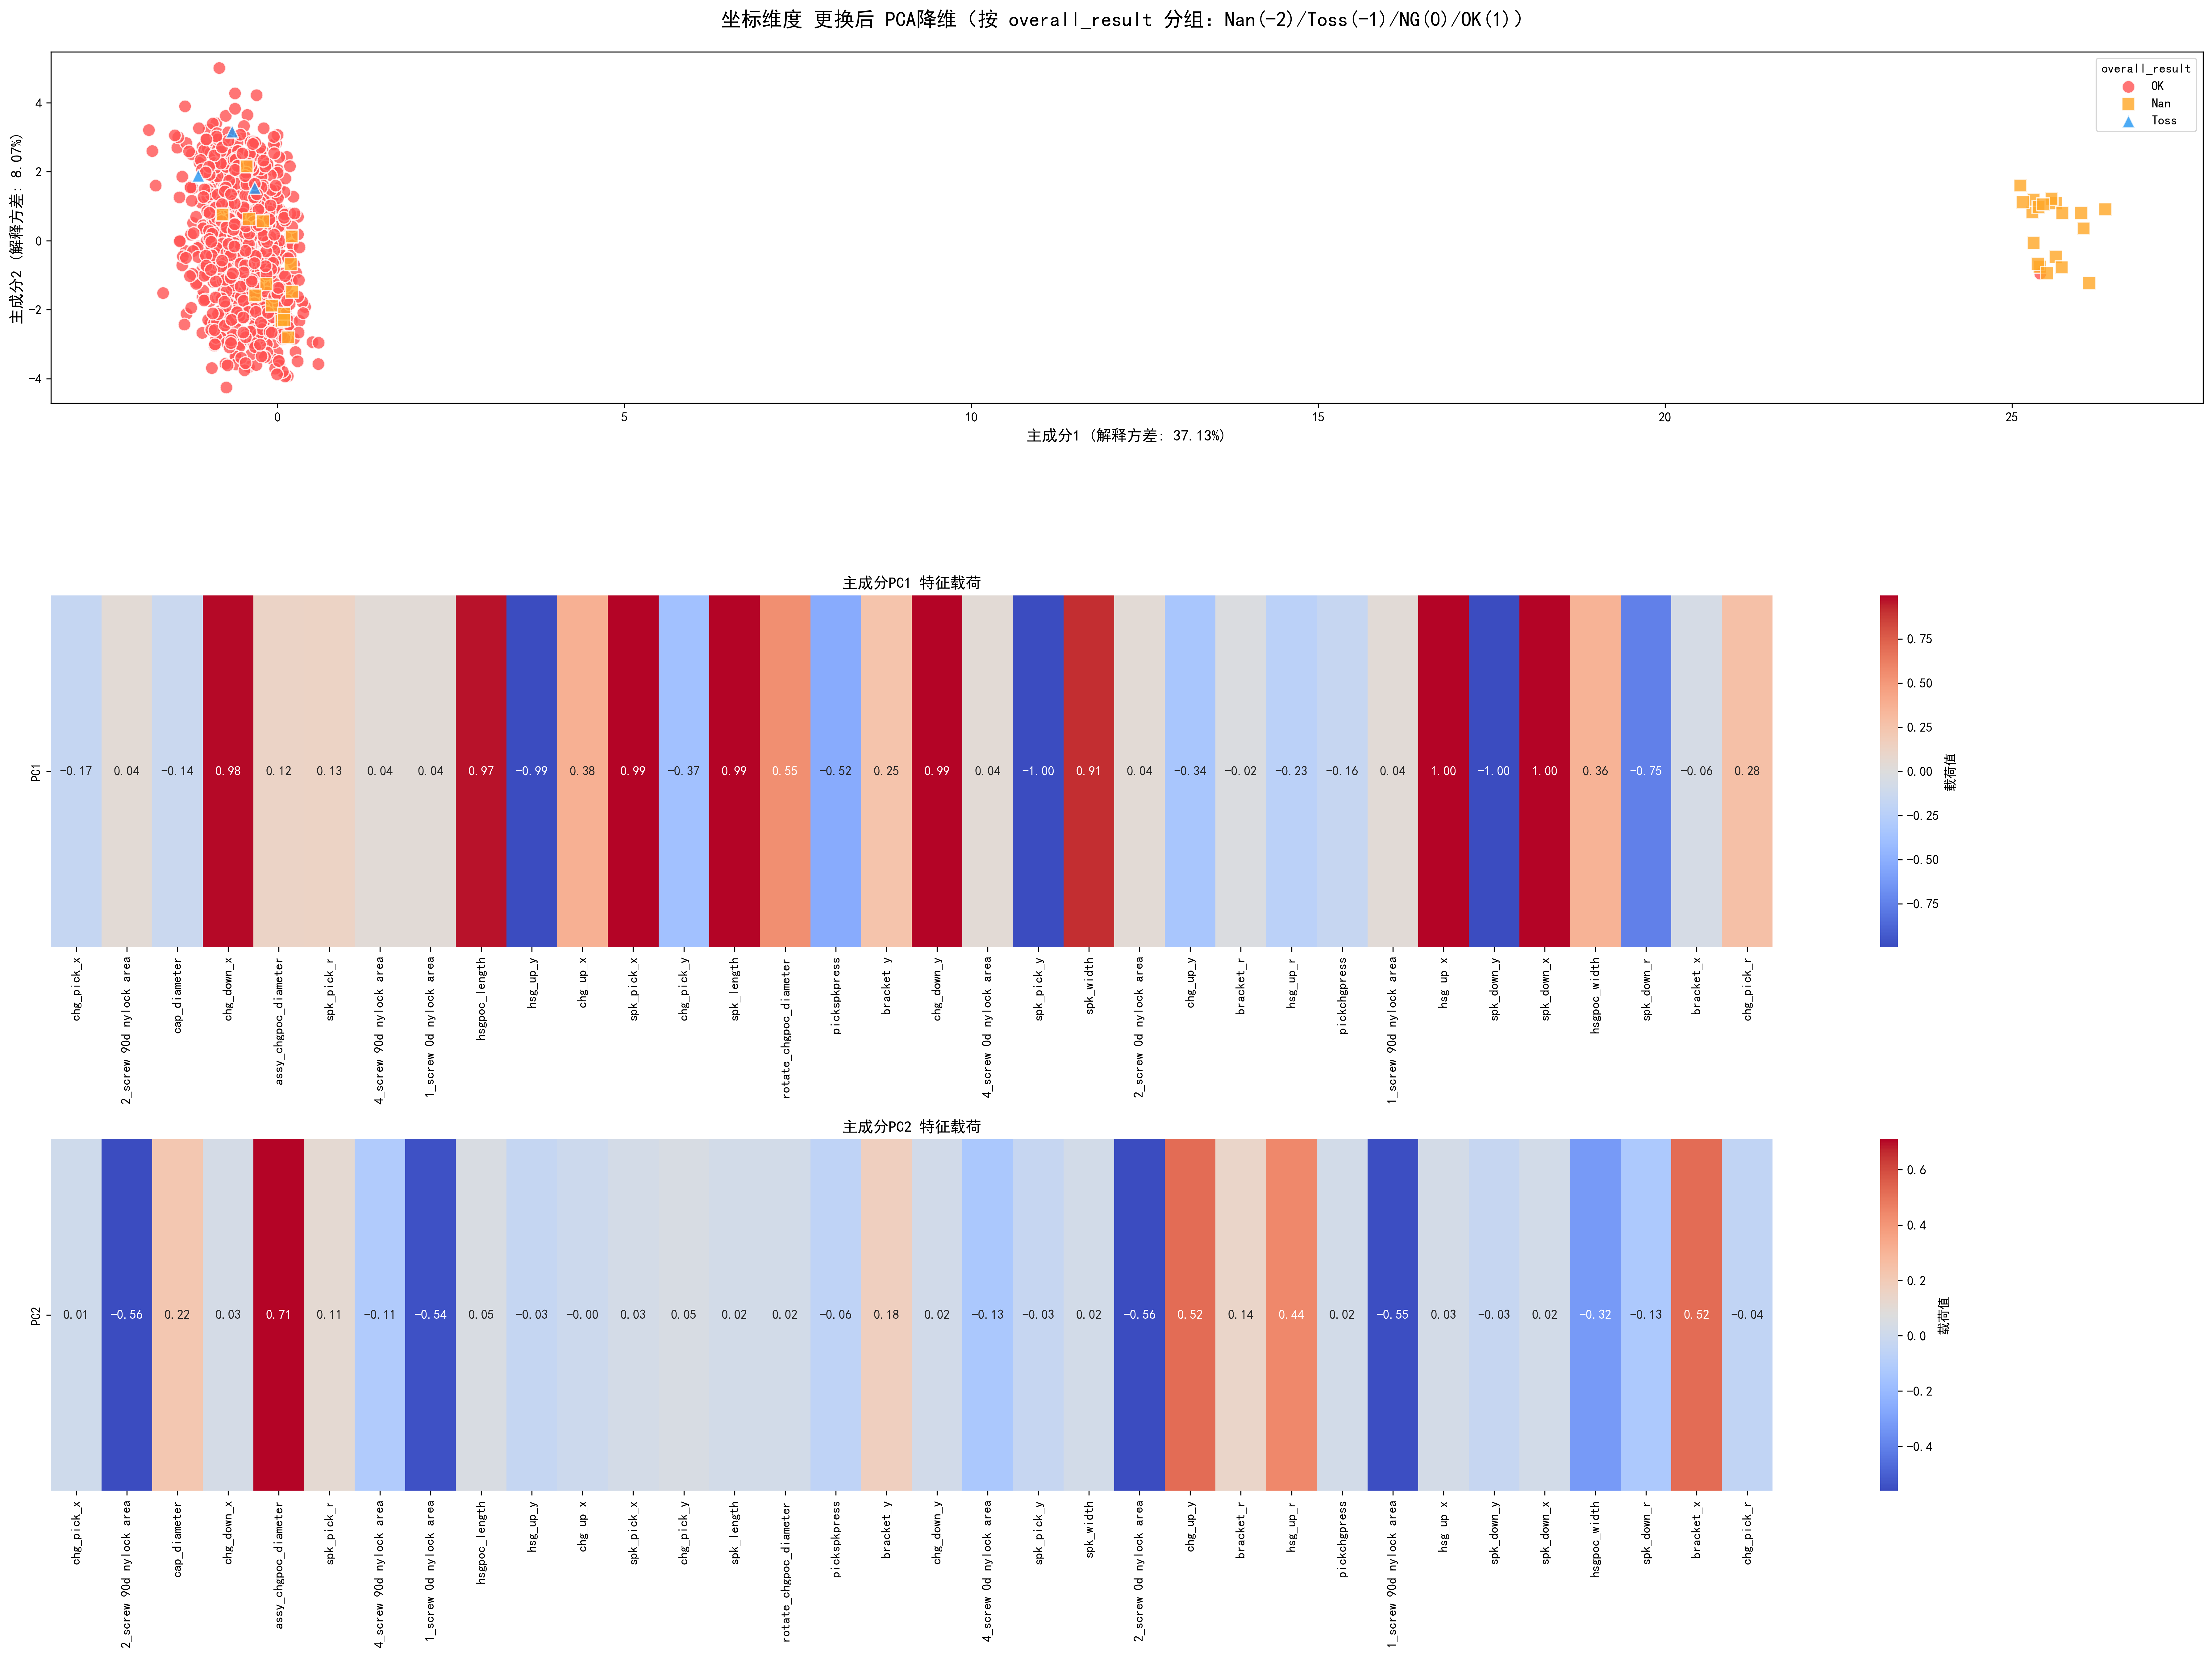 坐标维度 更换后 PCA降维（按 overall_result 分组：Nan(-2)/Toss(-1)/NG(0)/OK(1)）
主成分2 (解释方差: 8.07%)
4
2
0
−2
−4
overall_result
OK
Nan
Toss
0
5
10
15
20
25
主成分1 (解释方差: 37.13%)
主成分PC1 特征载荷
PC1
−0.17
0.04
−0.14
0.98
0.12
0.13
0.04
0.04
0.97
−0.99
0.38
0.99
−0.37
0.99
0.55
−0.52
0.25
0.99
0.04
−1.00
0.91
0.04
−0.34
−0.02
−0.23
−0.16
0.04
1.00
−1.00
1.00
0.36
−0.75
−0.06
0.28
chg_pick_x
2_screw 90d nylock area
cap_diameter
chg_down_x
assy_chgpoc_diameter
spk_pick_r
4_screw 90d nylock area
1_screw 0d nylock area
hsgpoc_length
hsg_up_y
chg_up_x
spk_pick_x
chg_pick_y
spk_length
rotate_chgpoc_diameter
pickspkpress
bracket_y
chg_down_y
4_screw 0d nylock area
spk_pick_y
spk_width
2_screw 0d nylock area
chg_up_y
bracket_r
hsg_up_r
pickchgpress
1_screw 90d nylock area
hsg_up_x
spk_down_y
spk_down_x
hsgpoc_width
spk_down_r
bracket_x
chg_pick_r
0.75
0.50
0.25
0.00
−0.25
−0.50
−0.75
载荷值
主成分PC2 特征载荷
PC2
0.01
−0.56
0.22
0.03
0.71
0.11
−0.11
−0.54
0.05
−0.03
−0.00
0.03
0.05
0.02
0.02
−0.06
0.18
0.02
−0.13
−0.03
0.02
−0.56
0.52
0.14
0.44
0.02
−0.55
0.03
−0.03
0.02
−0.32
−0.13
0.52
−0.04
chg_pick_x
2_screw 90d nylock area
cap_diameter
chg_down_x
assy_chgpoc_diameter
spk_pick_r
4_screw 90d nylock area
1_screw 0d nylock area
hsgpoc_length
hsg_up_y
chg_up_x
spk_pick_x
chg_pick_y
spk_length
rotate_chgpoc_diameter
pickspkpress
bracket_y
chg_down_y
4_screw 0d nylock area
spk_pick_y
spk_width
2_screw 0d nylock area
chg_up_y
bracket_r
hsg_up_r
pickchgpress
1_screw 90d nylock area
hsg_up_x
spk_down_y
spk_down_x
hsgpoc_width
spk_down_r
bracket_x
chg_pick_r
0.6
0.4
0.2
0.0
−0.2
−0.4
载荷值